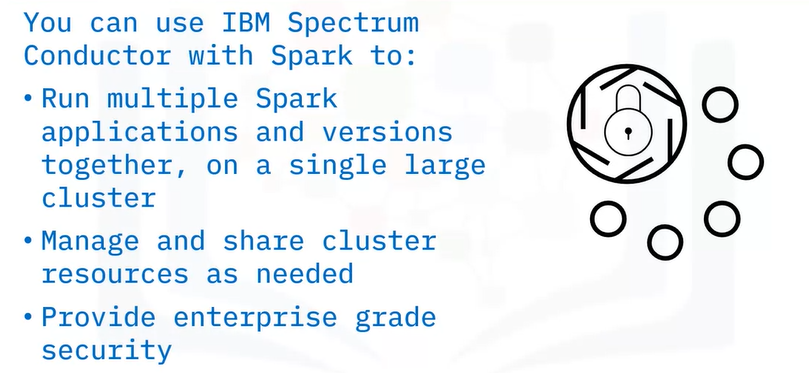 You can use IBM Spectrum
Conductor with Spark to:
• Run multiple Spark
applications and versions
together, on a single large
cluster
• Manage and share cluster
resources as needed
• Provide enterprise grade
security